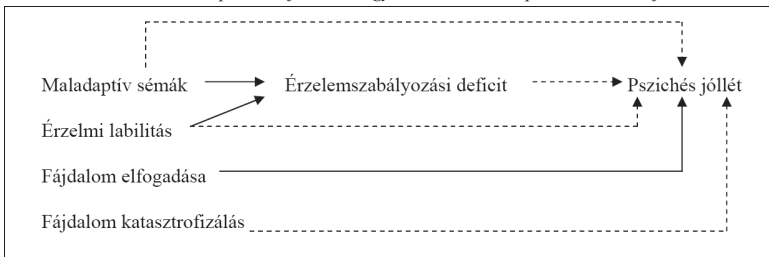 Maladaptív sémák Érzelemszabályozási deficit Pszichés jóllét
Érzelmi labilitás
Fájdalom elfogadása
Fájdalom katasztrofizálás